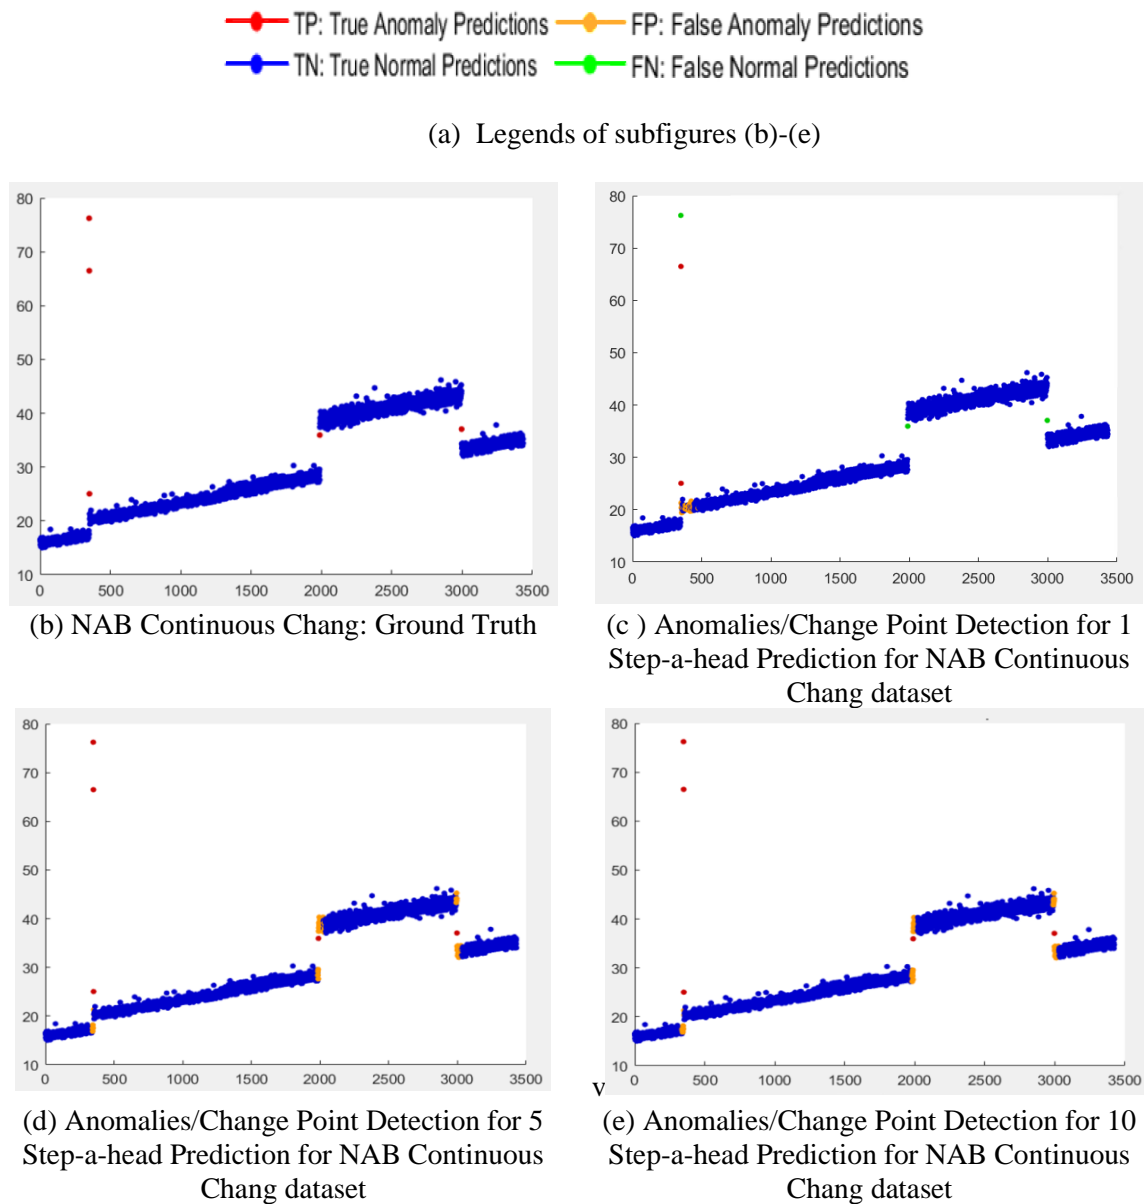 TP: True Anomaly Predictions FP: False Anomaly Predictions
TN: True Normal Predictions FN: False Normal Predictions
(a) Legends of subfigures (b)-(e)
80
70
60
50
40
30
20
10
0 500 1000 1500 2000 2500 3000 3500
(b) NAB Continuous Chang: Ground Truth
80
70
60
50
40
30
20
10
0 500 1000 1500 2000 2500 3000 3500
(c ) Anomalies/Change Point Detection for 1
Step-a-head Prediction for NAB Continuous
Chang dataset
80
70
60
50
40
30
20
10
0 500 1000 1500 2000 2500 3000 3500
(d) Anomalies/Change Point Detection for 5
Step-a-head Prediction for NAB Continuous
Chang dataset
80
70
60
50
40
30
20
10
0 500 1000 1500 2000 2500 3000 3500
v
(e) Anomalies/Change Point Detection for 10
Step-a-head Prediction for NAB Continuous
Chang dataset